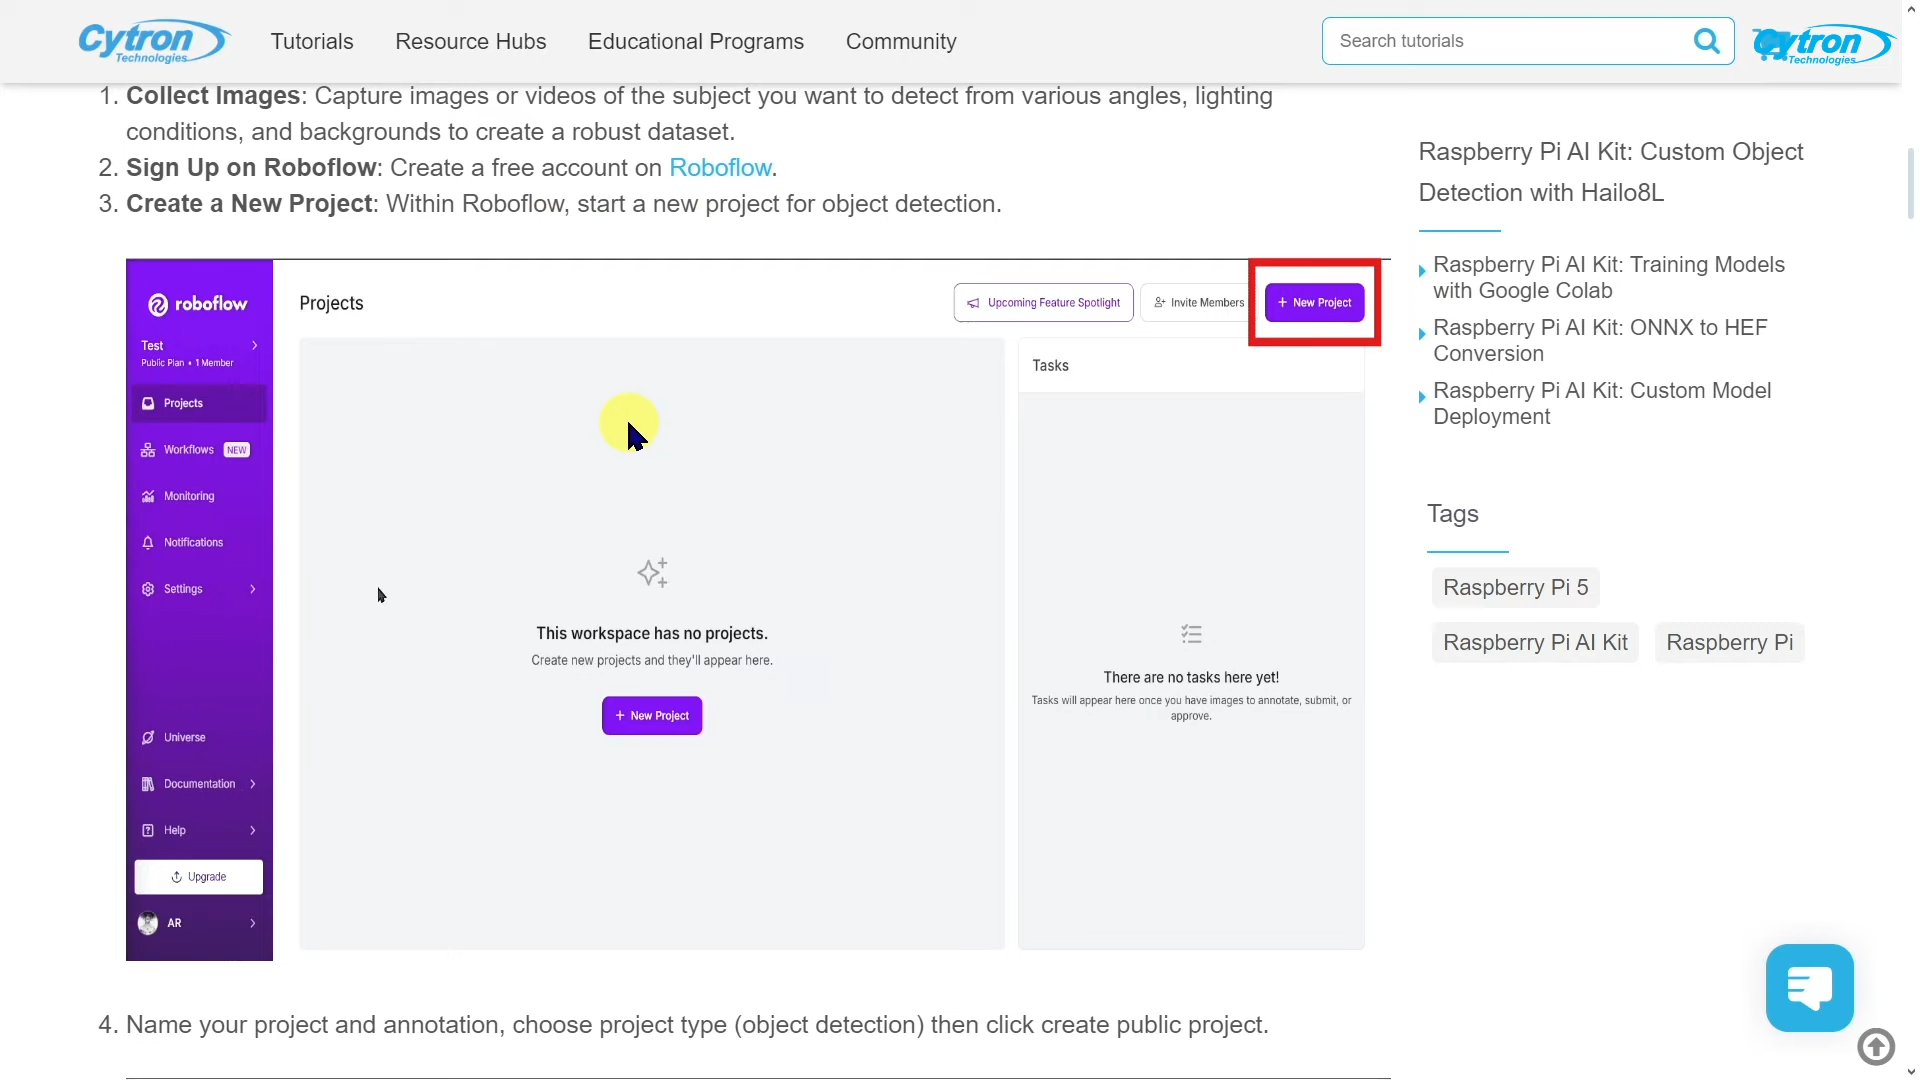 Cytron
Technologies
Tutorials
Resource Hubs
Educational Programs
Community
Search tutorials
Cytron
Technologies
1. Collect Images: Capture images or videos of the subject you want to detect from various angles, lighting
conditions, and backgrounds to create a robust dataset.
2. Sign Up on Roboflow: Create a free account on Roboflow.
3. Create a New Project: Within Roboflow, start a new project for object detection.
roboflow
Test
Public Plan • 1 Member
Projects
Workflows NEW
Monitoring
Notifications
Settings
Universe
Documentation
Help
Upgrade
AR
Projects
Upcoming Feature Spotlight
Invite Members
+ New Project
This workspace has no projects.
Create new projects and they'll appear here.
+ New Project
Tasks
There are no tasks here yet!
Tasks will appear here once you have images to annotate, submit, or
approve.
4. Name your project and annotation, choose project type (object detection) then click create public project.
Raspberry Pi AI Kit: Custom Object
Detection with Hailo8L
Raspberry Pi AI Kit: Training Models
with Google Colab
Raspberry Pi AI Kit: ONNX to HEF
Conversion
Raspberry Pi AI Kit: Custom Model
Deployment
Tags
Raspberry Pi 5
Raspberry Pi AI Kit
Raspberry Pi